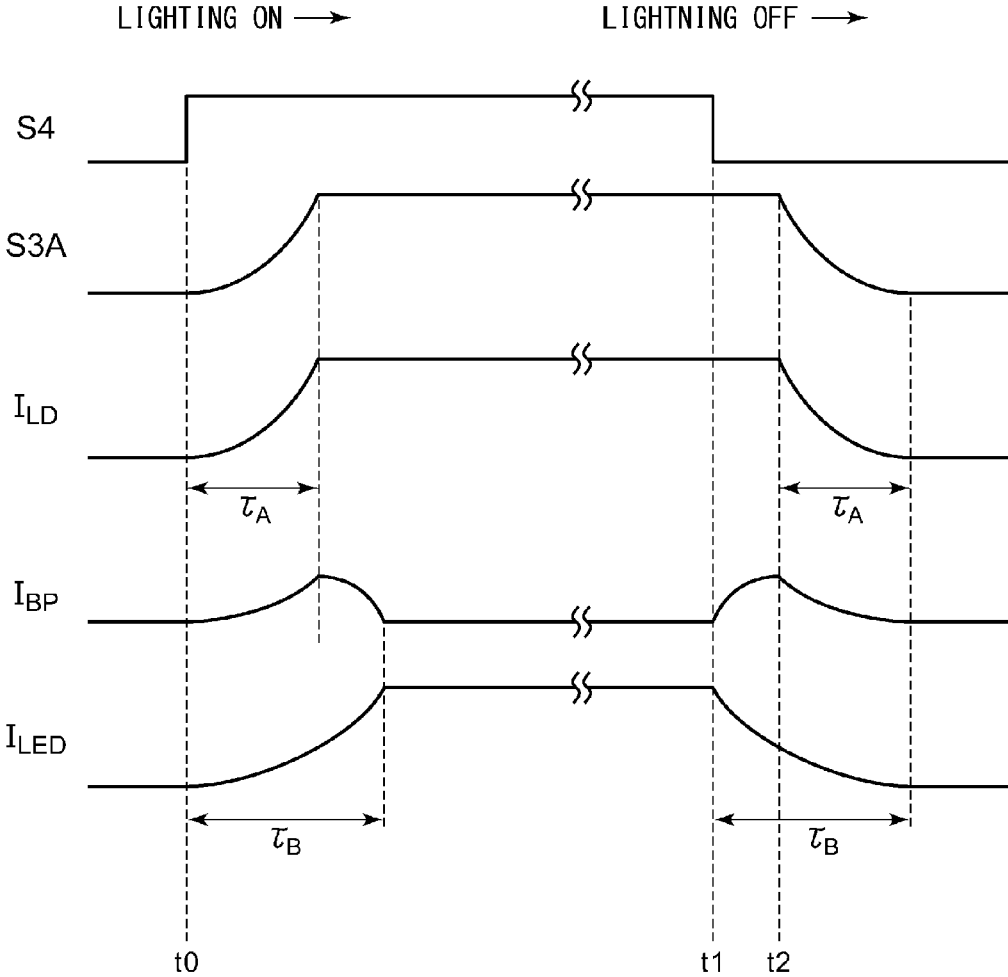 LIGHTING ON →
LIGHTNING OFF →
S4
S3A
I_LD
τ_A
τ_A
I_BP
I_LED
τ_B
τ_B
t0
t1
t2